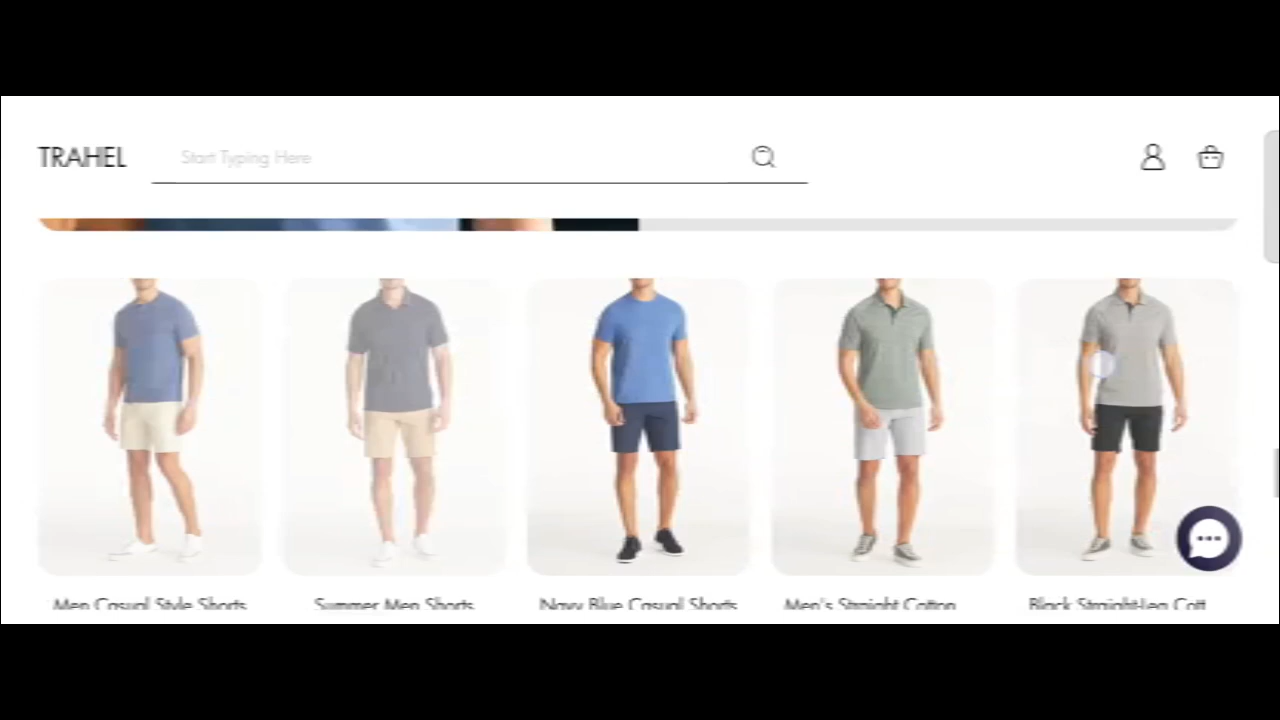 TRAHEL
Start Typing Here
Men Casual Style Shorts
Summer Men Shorts
Navy Blue Casual Shorts
Men's Straight Cotton
Black Straight-Leg Cott